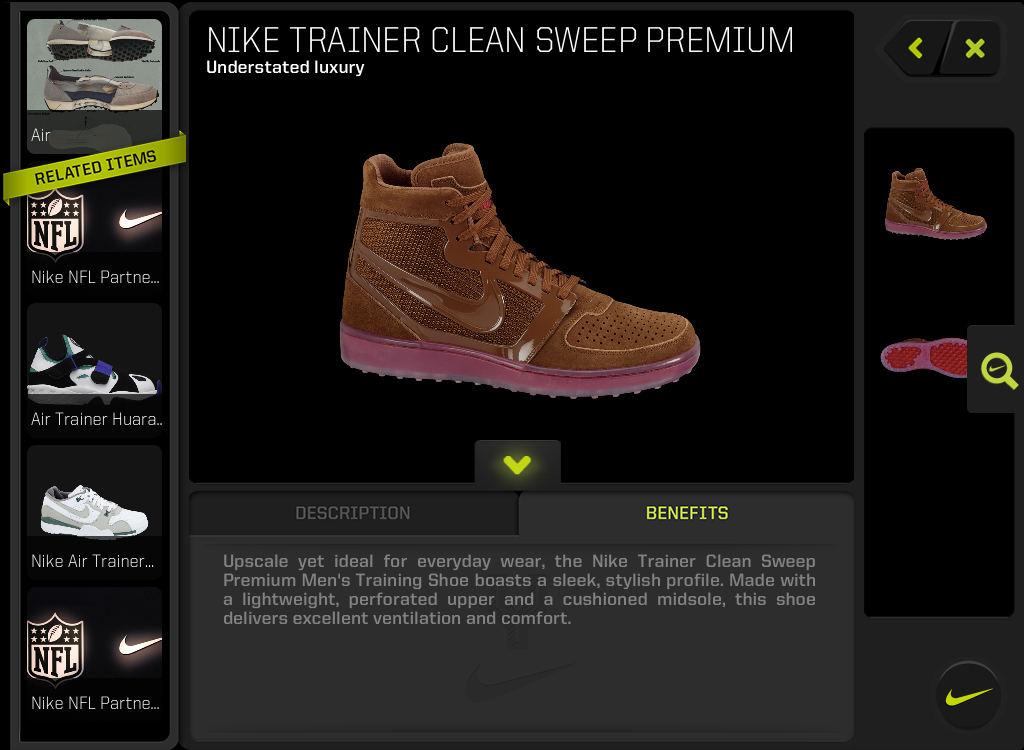 NIKE TRAINER CLEAN SWEEP PREMIUM
Understated luxury
Air
RELATED ITEMS
NFL
Nike NFL Partne...
Air Trainer Huara..
Nike Air Trainer...
NFL
Nike NFL Partne...
DESCRIPTION
BENEFITS
Upscale yet ideal for everyday wear, the Nike Trainer Clean Sweep
Premium Men's Training Shoe boasts a sleek, stylish profile. Made with
a lightweight, perforated upper and a cushioned midsole, this shoe
delivers excellent ventilation and comfort.